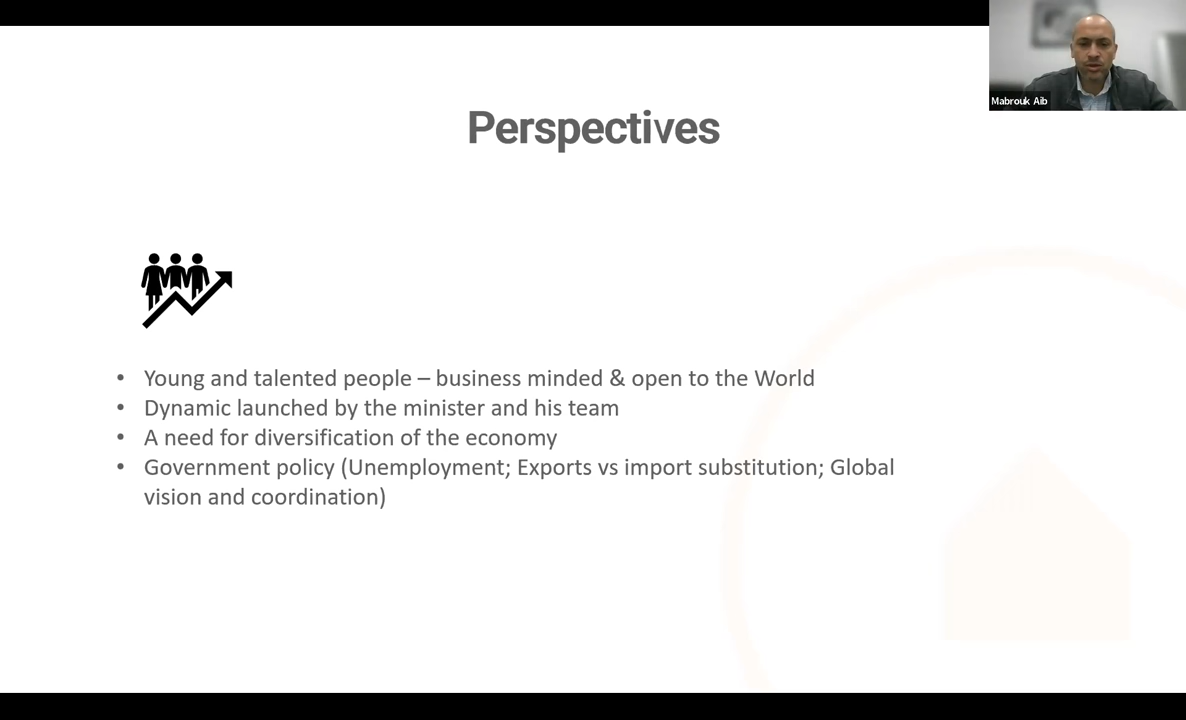 Mabrouk Aib
Perspectives
• Young and talented people – business minded & open to the World
• Dynamic launched by the minister and his team
• A need for diversification of the economy
• Government policy (Unemployment; Exports vs import substitution; Global
vision and coordination)